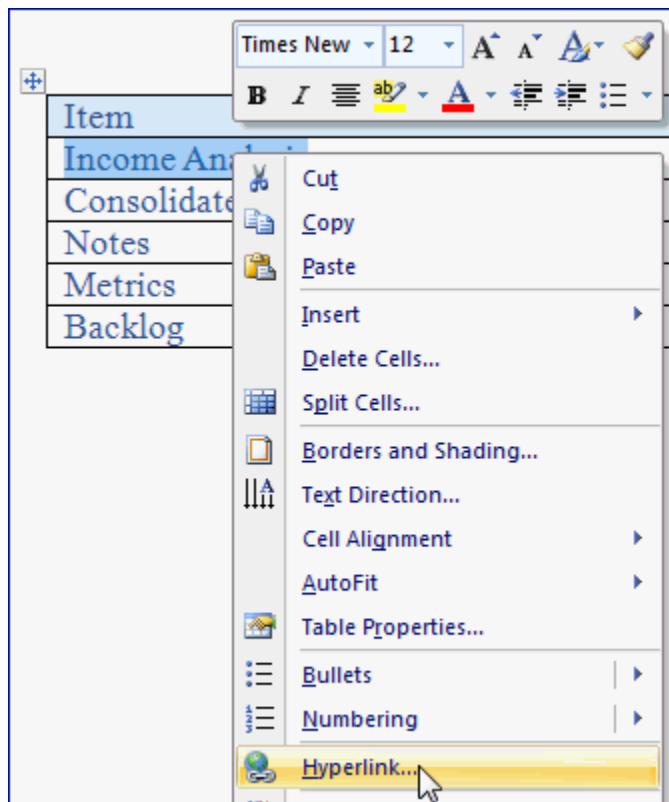 Times New 12
B I ab A
Item
Income
Consolidate
Notes
Metrics
Backlog
Cut
Copy
Paste
Insert
Delete Cells...
Split Cells...
Borders and Shading...
Text Direction...
Cell Alignment
AutoFit
Table Properties...
Bullets
Numbering
Hyperlink...